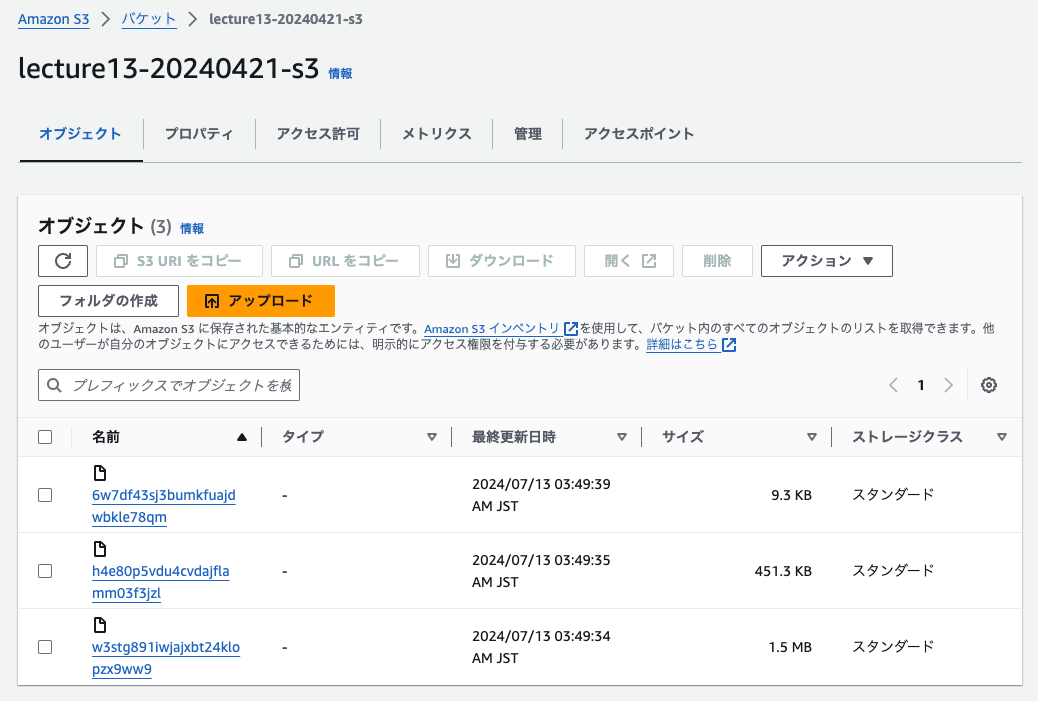 Amazon S3 > バケット > lecture13-20240421-s3
lecture13-20240421-s3 情報
オブジェクト プロパティ アクセス許可 メトリクス 管理 アクセスポイント
オブジェクト (3) 情報
S3 URI をコピー URL をコピー ダウンロード 開く 削除 アクション ▼
フォルダの作成 アップロード
オブジェクトは、Amazon S3 に保存された基本的なエンティティです。Amazon S3 インベントリ を使用して、バケット内のすべてのオブジェクトのリストを取得できます。他
のユーザーが自分のオブジェクトにアクセスできるためには、明示的にアクセス権限を付与する必要があります。詳細はこちら
プレフィックスでオブジェクトを検 < 1 >
名前 ▲ タイプ ▽ 最終更新日時 ▽ サイズ ▽ ストレージクラス ▽
6w7df43sj3bumkfuajd
wbkle78qm
-
2024/07/13 03:49:39
AM JST
9.3 KB
スタンダード
h4e80p5vdu4cvdajfla
mm03f3jzl
-
2024/07/13 03:49:35
AM JST
451.3 KB
スタンダード
w3stg891iwjajxbt24klo
pzx9ww9
-
2024/07/13 03:49:34
AM JST
1.5 MB
スタンダード